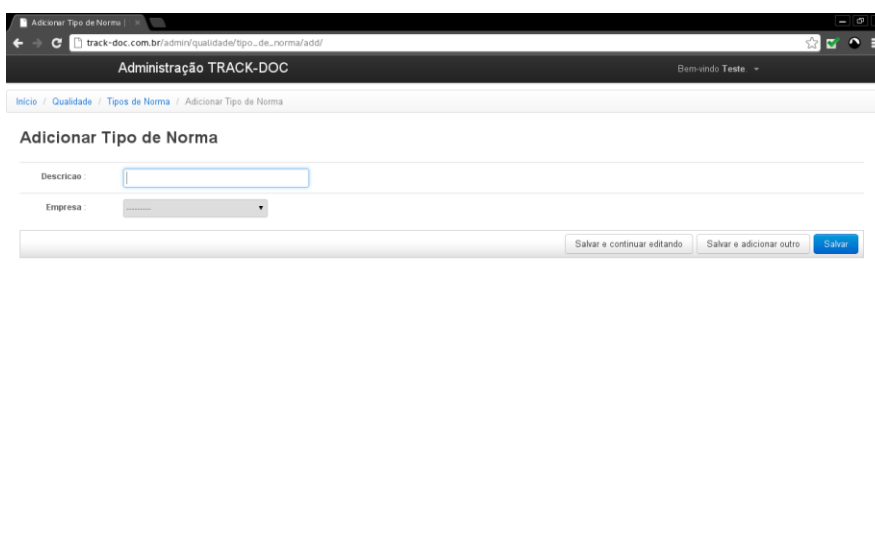 Adicionar Tipo de Norma |
track-doc.com.br/admin/qualidade/tipo_de_norma/add/
Administração TRACK-DOC
Bem-vindo Teste.
Início / Qualidade / Tipos de Norma / Adicionar Tipo de Norma
Adicionar Tipo de Norma
Descricao :
Empresa : ---------
Salvar e continuar editando Salvar e adicionar outro Salvar